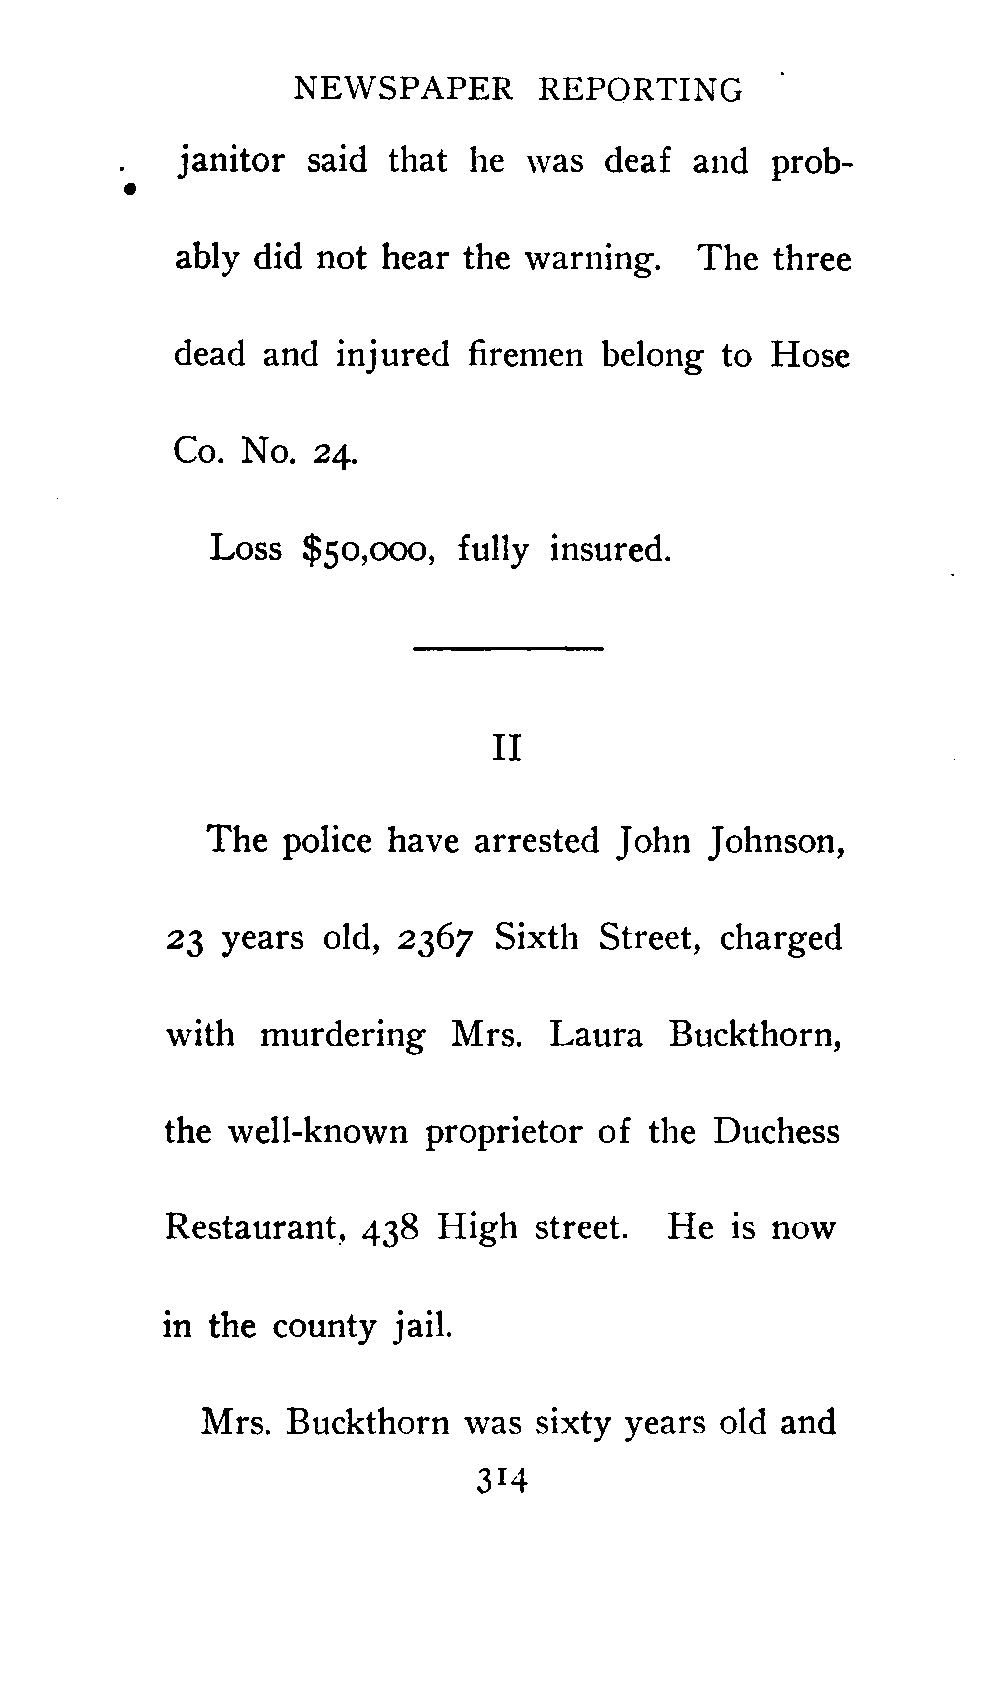 NEWSPAPER REPORTING
janitor said that he was deaf and prob-
ably did not hear the warning. The three
dead and injured firemen belong to Hose
Co. No. 24.
Loss $50,000, fully insured.
II
The police have arrested John Johnson,
23 years old, 2367 Sixth Street, charged
with murdering Mrs. Laura Buckthorn,
the well-known proprietor of the Duchess
Restaurant, 438 High street. He is now
in the county jail.
Mrs. Buckthorn was sixty years old and
314